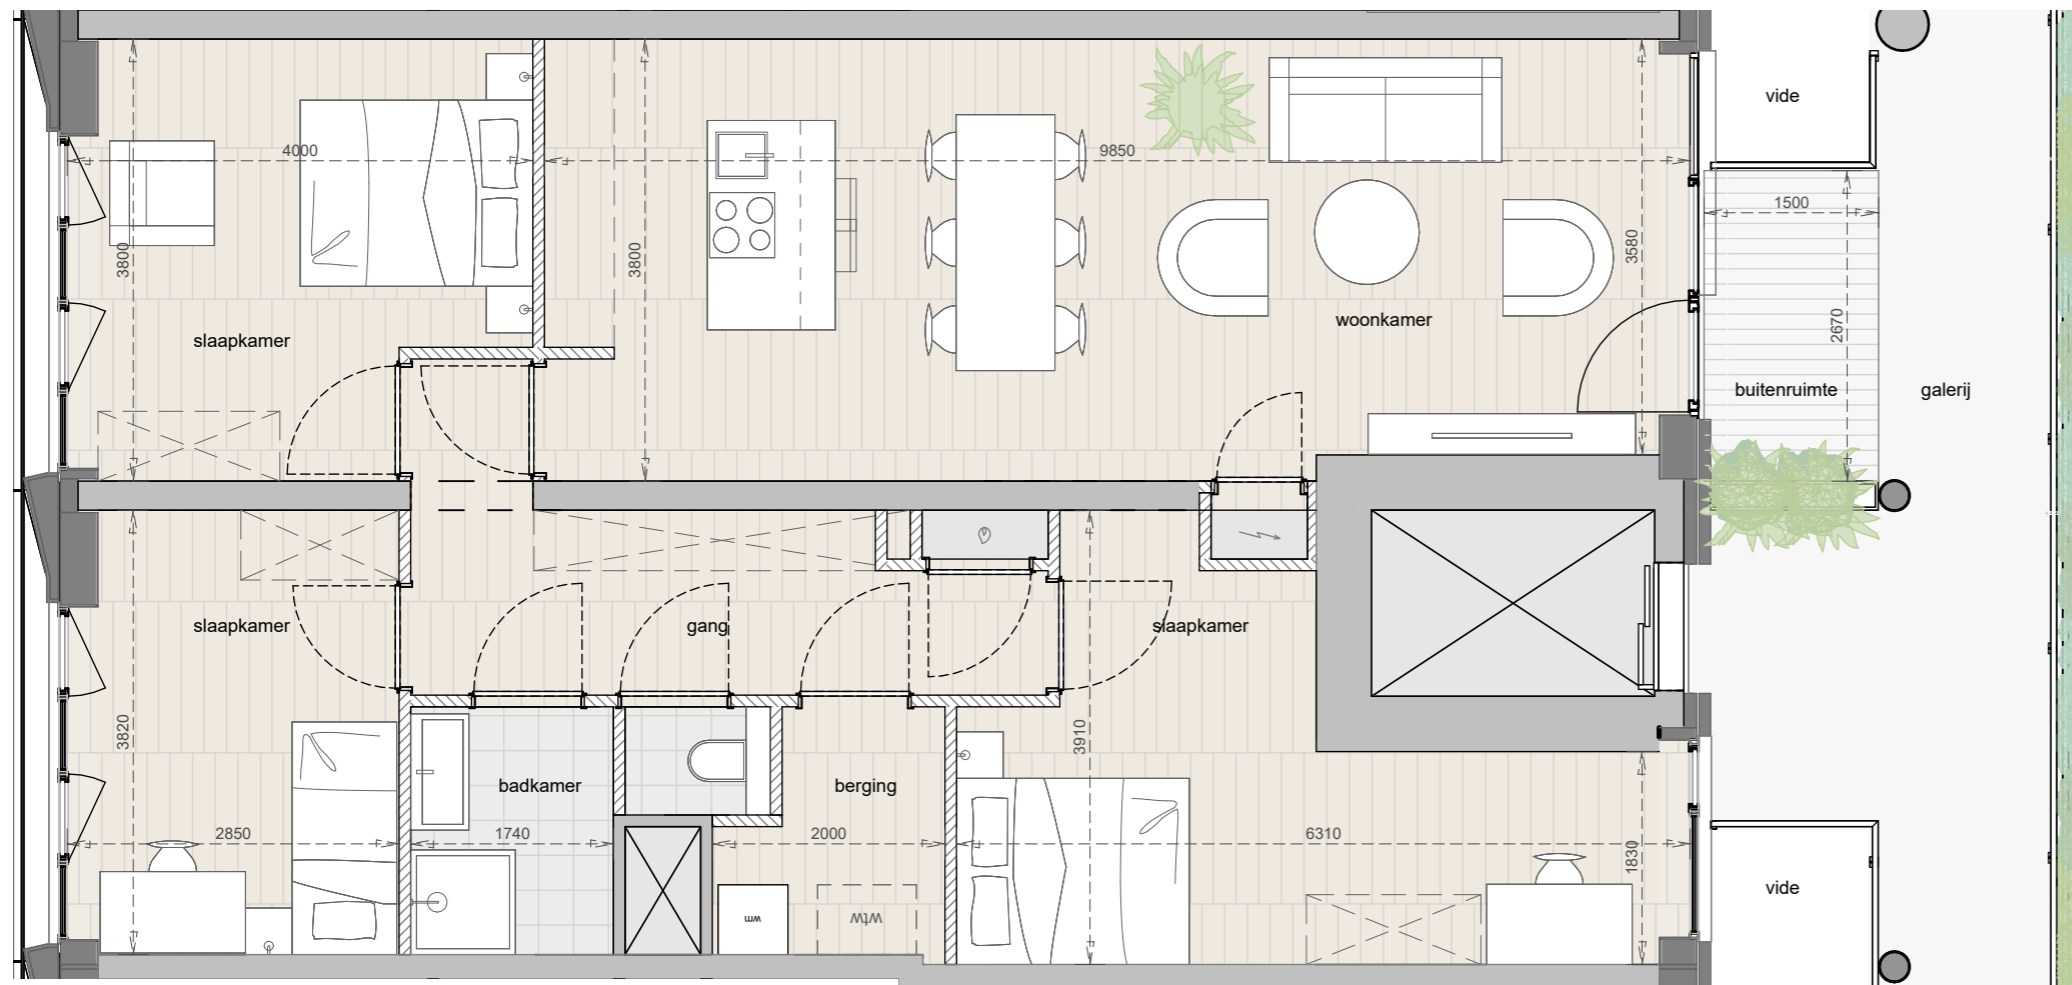 vide
4000
9850
1500
3800
3800
3580
2670
woonkamer
slaapkamer
buitenruimte
galerij
slaapkamer
gang
slaapkamer
3820
3910
badkamer
berging
2850
1740
2000
6310
1830
vide
wm
wtw